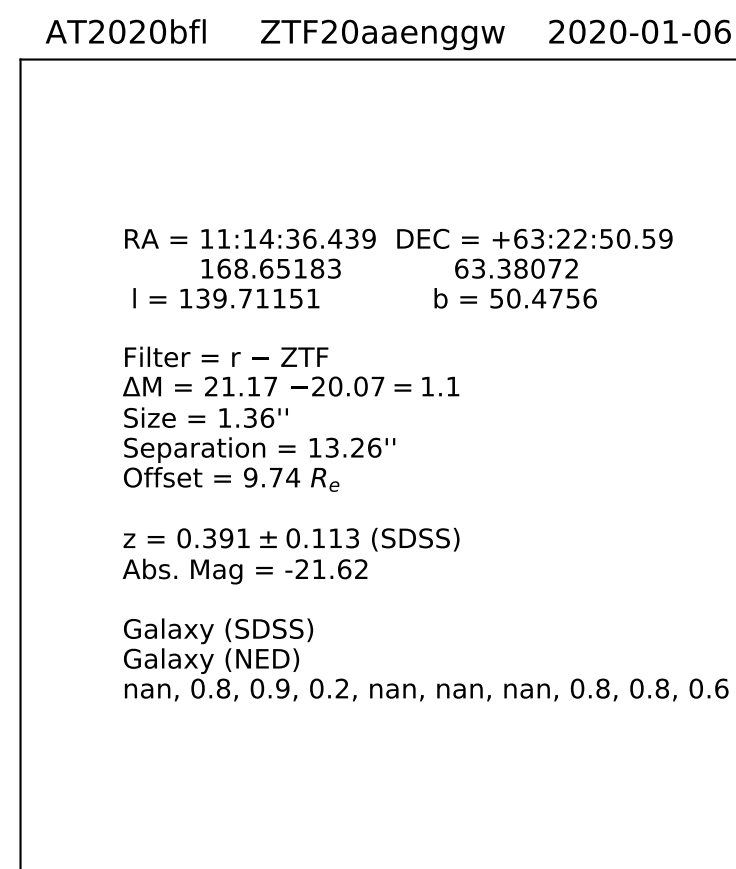 AT2020bfl ZTF20aaenggw 2020-01-06
RA = 11:14:36.439 DEC = +63:22:50.59
168.65183 63.38072
l = 139.71151 b = 50.4756
Filter = r − ZTF
ΔM = 21.17 −20.07 = 1.1
Size = 1.36''
Separation = 13.26''
Offset = 9.74 Rₑ
z = 0.391 ± 0.113 (SDSS)
Abs. Mag = -21.62
Galaxy (SDSS)
Galaxy (NED)
nan, 0.8, 0.9, 0.2, nan, nan, nan, 0.8, 0.8, 0.6